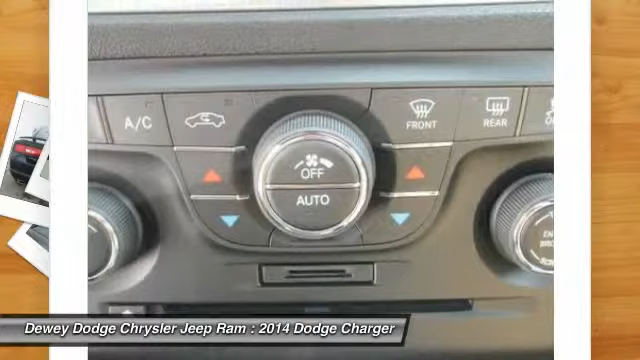 A/C
FRONT
REAR
OFF
AUTO
Dewey Dodge Chrysler Jeep Ram : 2014 Dodge Charger